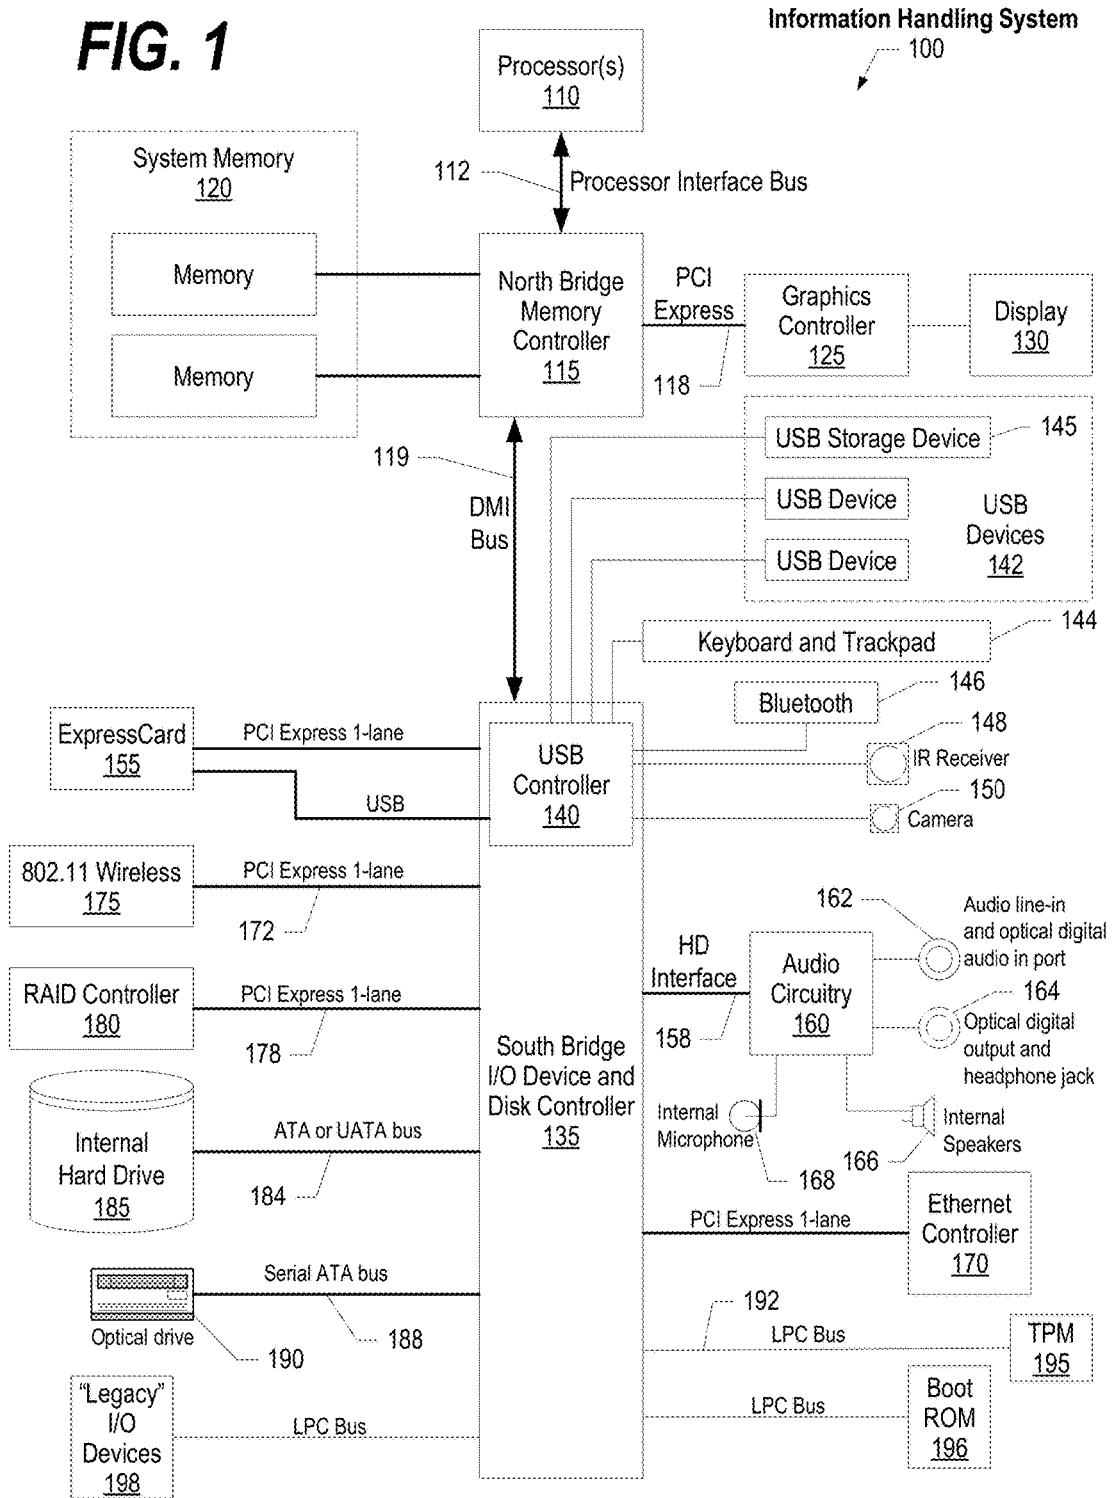 FIG. 1
Information Handling System
100
Processor(s)
110
112
Processor Interface Bus
System Memory
120
Memory
Memory
North Bridge
Memory
Controller
115
PCI
Express
118
Graphics
Controller
125
Display
130
119
DMI
Bus
USB Storage Device
145
USB Device
USB Device
USB
Devices
142
144
Keyboard and Trackpad
146
Bluetooth
148
IR Receiver
150
Camera
ExpressCard
155
PCI Express 1-lane
USB
USB
Controller
140
802.11 Wireless
175
PCI Express 1-lane
172
RAID Controller
180
PCI Express 1-lane
178
South Bridge
I/O Device and
Disk Controller
135
HD
Interface
158
Audio
Circuitry
160
162
Audio line-in
and optical digital
audio in port
164
Optical digital
output and
headphone jack
Internal
Microphone
168
Internal
Speakers
166
Internal
Hard Drive
185
ATA or UATA bus
184
PCI Express 1-lane
Ethernet
Controller
170
Serial ATA bus
188
Optical drive
190
192
LPC Bus
TPM
195
"Legacy"
I/O
Devices
198
LPC Bus
LPC Bus
Boot
ROM
196